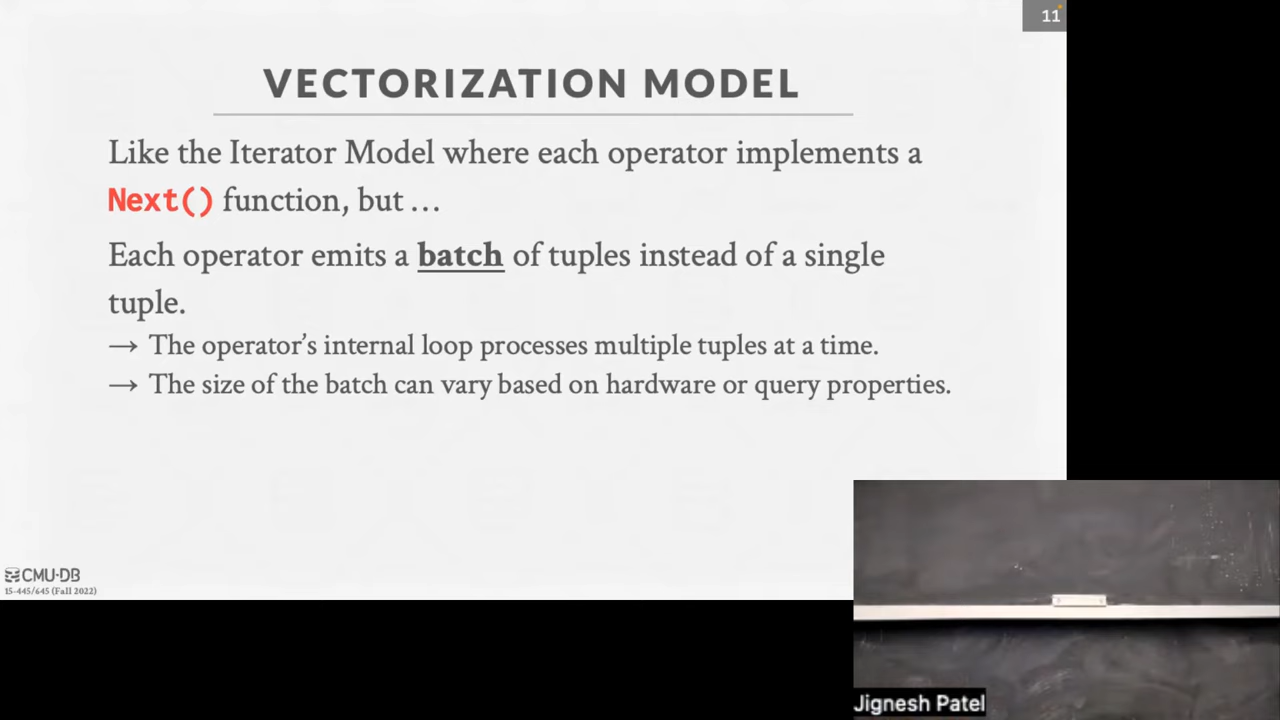 11
VECTORIZATION MODEL
Like the Iterator Model where each operator implements a
Next() function, but …
Each operator emits a batch of tuples instead of a single
tuple.
→ The operator's internal loop processes multiple tuples at a time.
→ The size of the batch can vary based on hardware or query properties.
CMU·DB
15-445/645 (Fall 2022)
Jignesh Patel